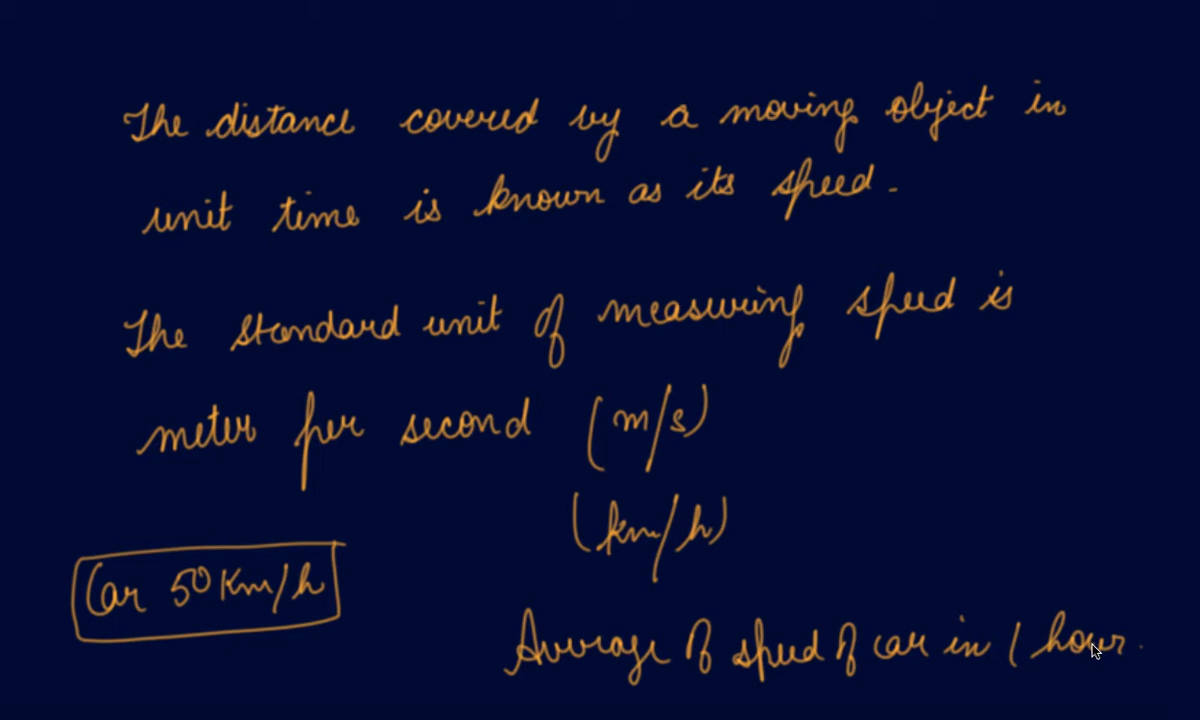 The distance covered by a moving object in
unit time is known as its speed.
The standard unit of measuring speed is
meter per second (m/s)
(km/h)
Car 50 Km/h
Average of speed of car in 1 hour.